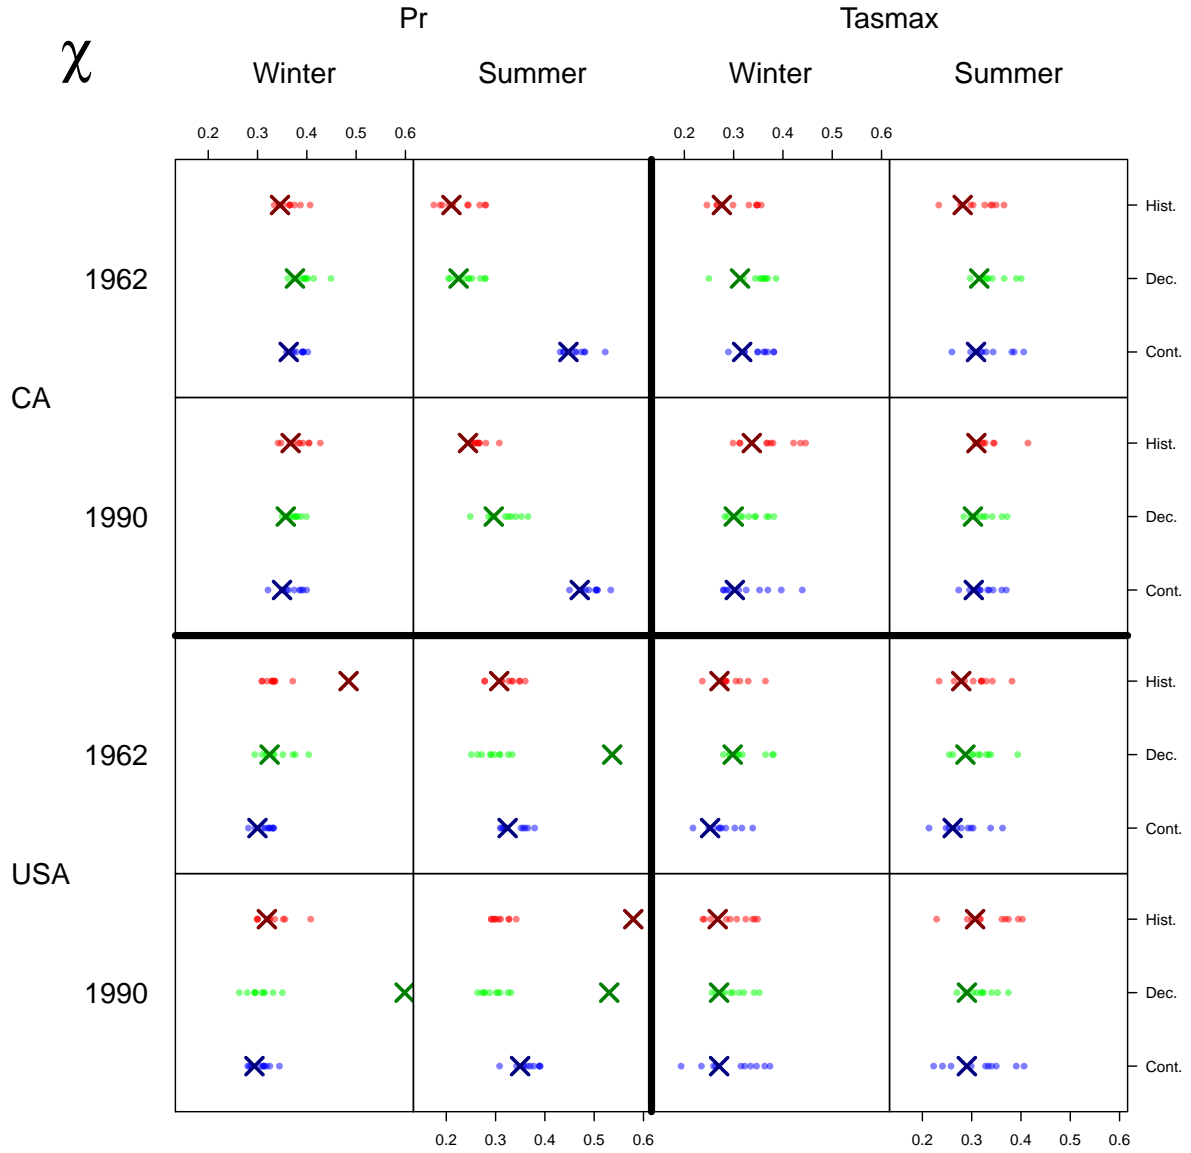 Pr Tasmax
χ
Winter Summer Winter Summer
0.2 0.3 0.4 0.5 0.6 0.2 0.3 0.4 0.5 0.6
Hist.
1962 Dec.
Cont.
CA
Hist.
1990 Dec.
Cont.
Hist.
1962 Dec.
Cont.
USA
Hist.
1990 Dec.
Cont.
0.2 0.3 0.4 0.5 0.6 0.2 0.3 0.4 0.5 0.6